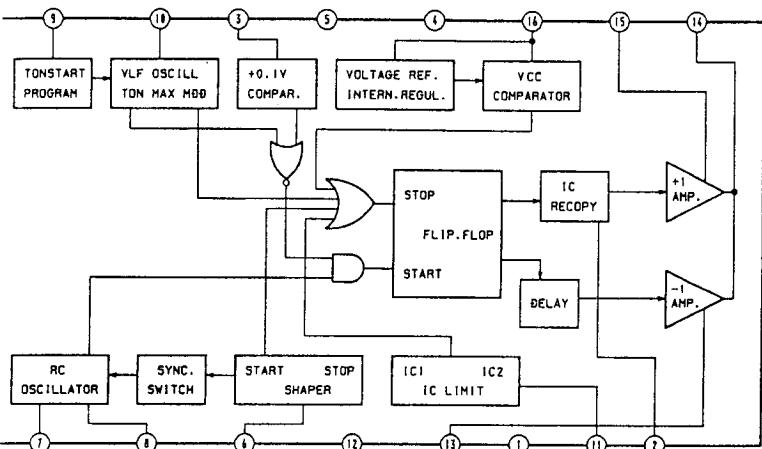 9 10 3 5 4 16 15 14
TONSTART
PROGRAM
VLF OSCILL
TON MAX MOD
+0.1V
COMPAR.
VOLTAGE REF.
INTERN.REGUL.
VCC
COMPARATOR
STOP
FLIP.FLOP
START
IC
RECOPY
DELAY
+1
AMP.
-1
AMP.
RC
OSCILLATOR
SYNC.
SWITCH
START STOP
SHAPER
IC1 IC2
IC LIMIT
7 8 6 12 13 1 11 2